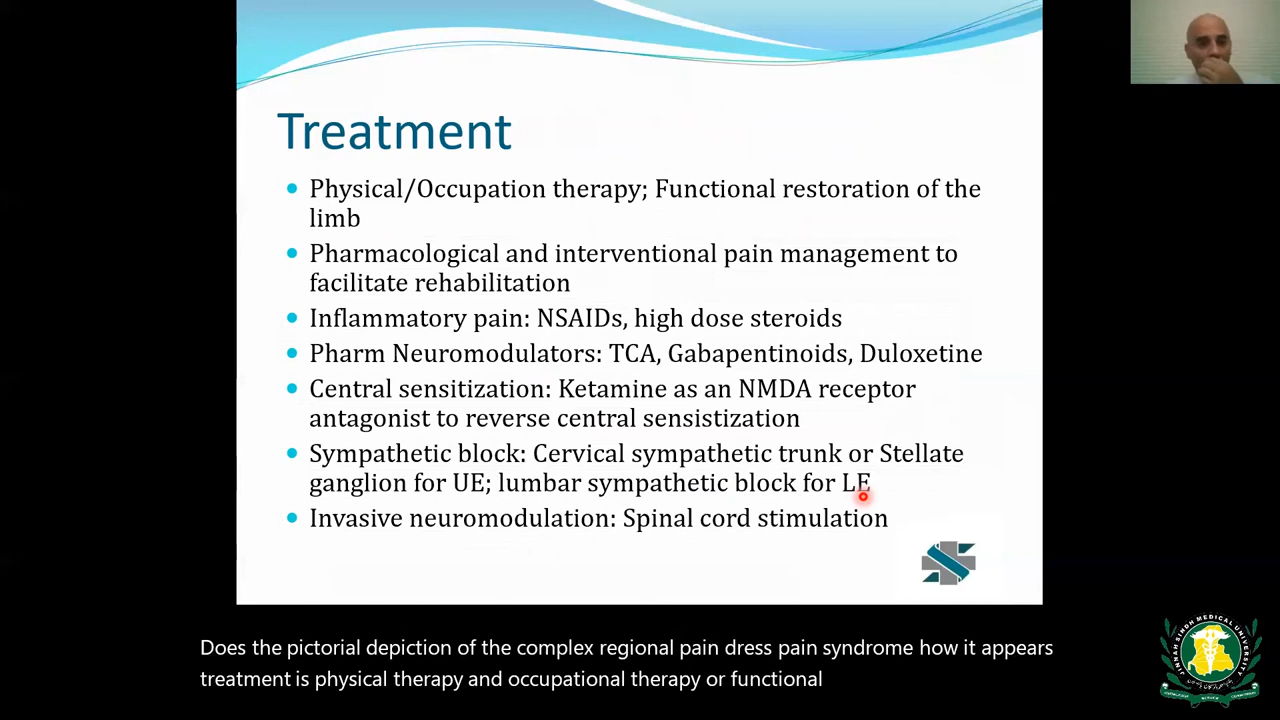 Treatment
Physical/Occupation therapy; Functional restoration of the
limb
Pharmacological and interventional pain management to
facilitate rehabilitation
Inflammatory pain: NSAIDs, high dose steroids
Pharm Neuromodulators: TCA, Gabapentinoids, Duloxetine
Central sensitization: Ketamine as an NMDA receptor
antagonist to reverse central sensistization
Sympathetic block: Cervical sympathetic trunk or Stellate
ganglion for UE; lumbar sympathetic block for LE
Invasive neuromodulation: Spinal cord stimulation
Does the pictorial depiction of the complex regional pain dress pain syndrome how it appears
treatment is physical therapy and occupational therapy or functional
JINNAH SINDH MEDICAL UNIVERSITY